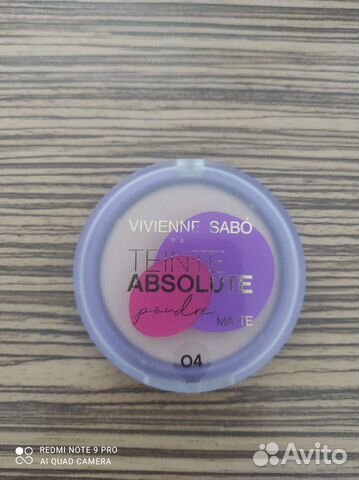 VIVIENNE SABÓ
TEINTE
ABSOLUTE
poudre
MATTE
04
REDMI NOTE 9 PRO
AI QUAD CAMERA
Avito